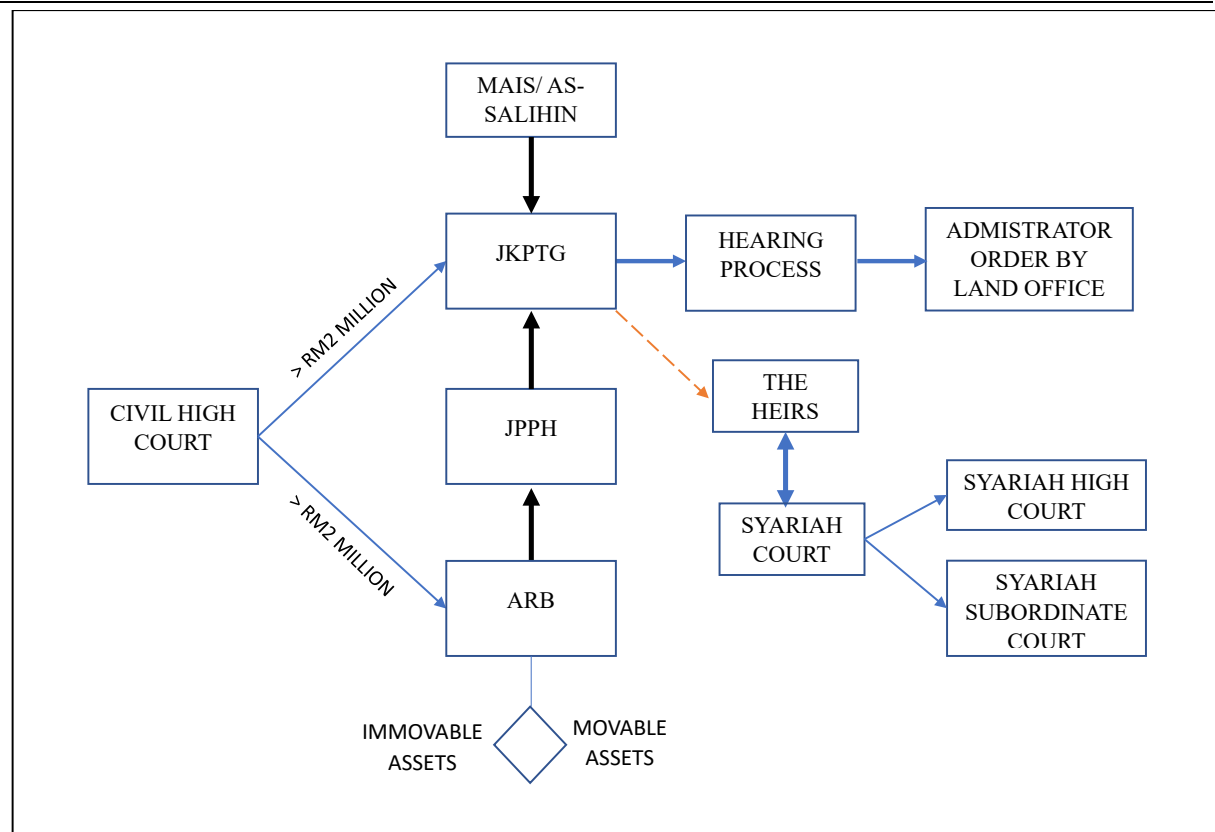 MAIS/ AS-
SALIHIN
JKPTG
HEARING
PROCESS
ADMISTRATOR
ORDER BY
LAND OFFICE
> RM2 MILLION
THE
HEIRS
CIVIL HIGH
COURT
JPPH
> RM2 MILLION
SYARIAH
COURT
SYARIAH HIGH
COURT
SYARIAH
SUBORDINATE
COURT
ARB
IMMOVABLE
ASSETS
MOVABLE
ASSETS